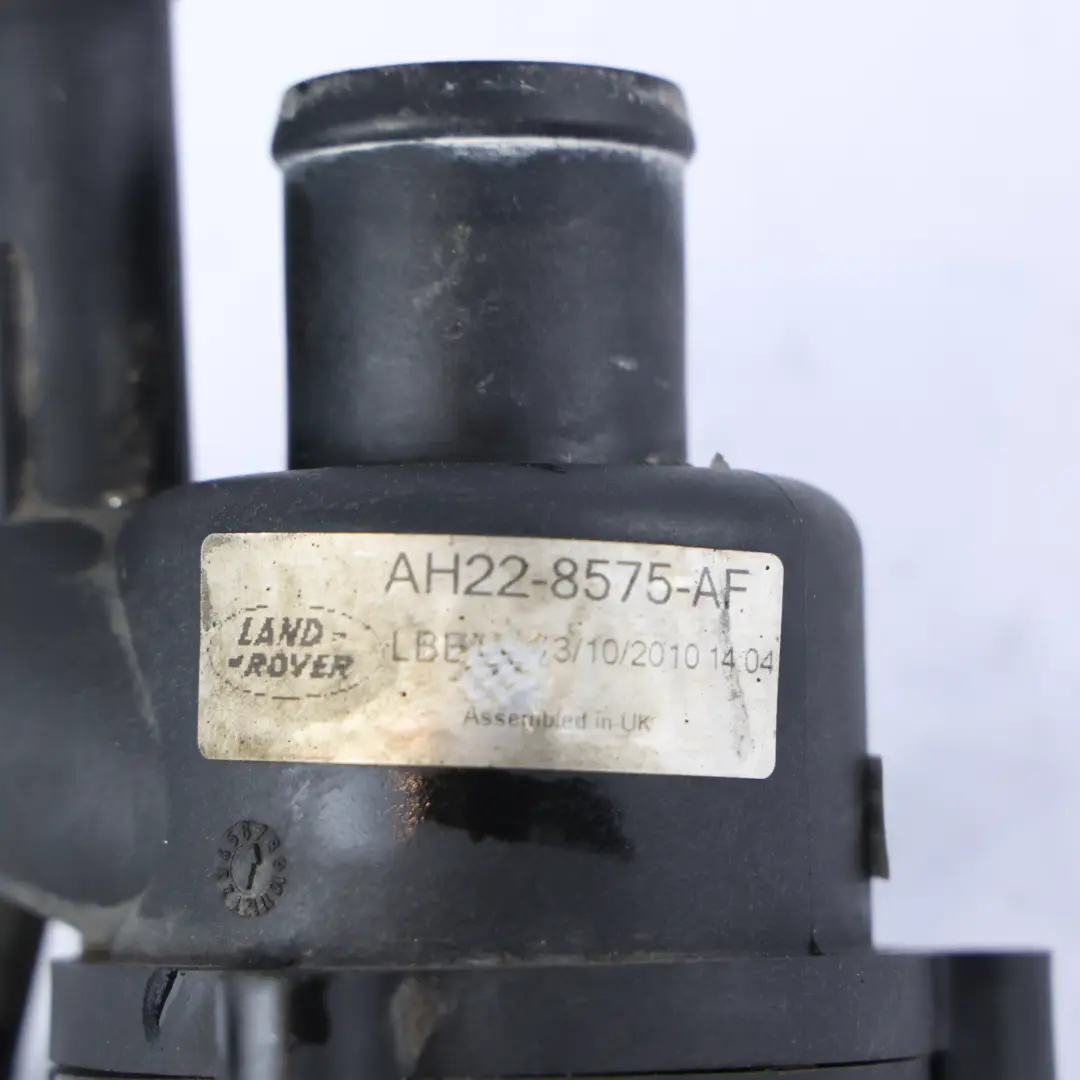 AH22-8575-AF
LAND
ROVER
3/10/2010 14:04
Assembled in UK